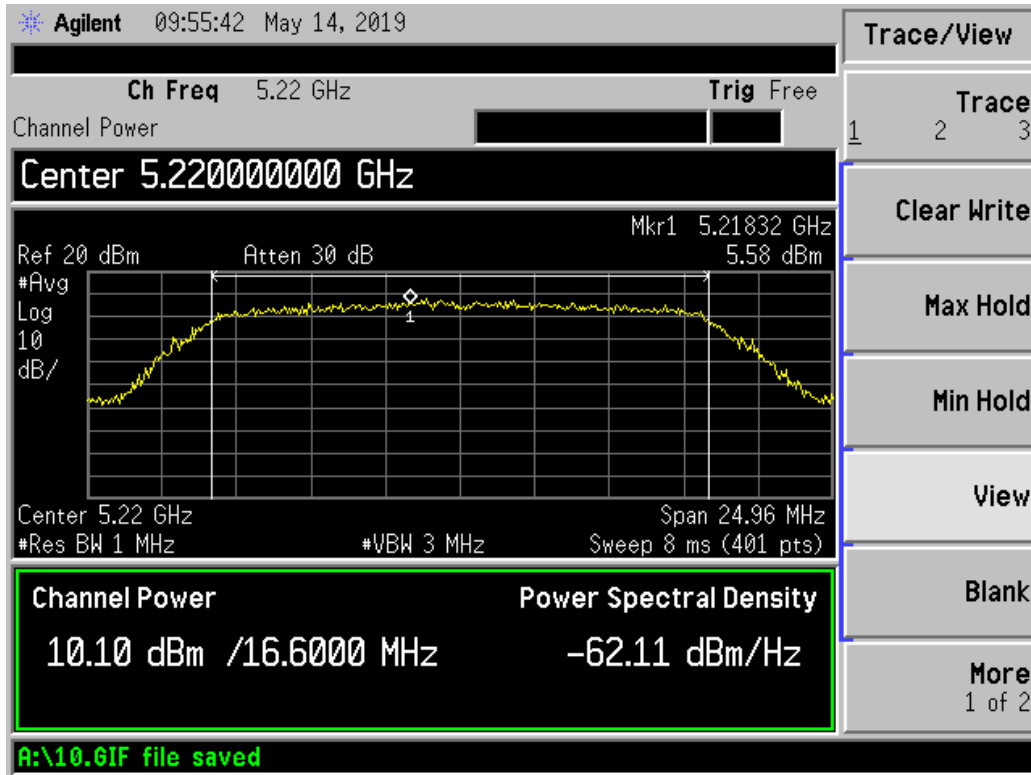 Agilent 09:55:42 May 14, 2019
Trace/View
Ch Freq 5.22 GHz Trig Free
Channel Power
Trace
1 2 3
Center 5.220000000 GHz
Clear Write
Mkr1 5.21832 GHz
Ref 20 dBm Atten 30 dB 5.58 dBm
#Avg
Log
10
dB/
1
Max Hold
Min Hold
View
Center 5.22 GHz Span 24.96 MHz
#Res BW 1 MHz #VBW 3 MHz Sweep 8 ms (401 pts)
Blank
Channel Power Power Spectral Density
10.10 dBm /16.6000 MHz -62.11 dBm/Hz
More
1 of 2
A:\10.GIF file saved